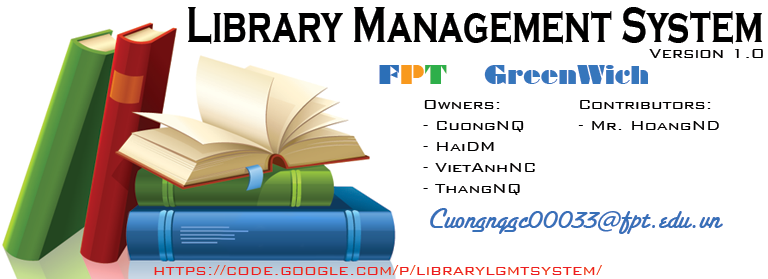 LIBRARY MANAGEMENT SYSTEM
VERSION 1.0
FPT GreenWich
OWNERS: CONTRIBUTORS:
- CUONGNQ - MR. HOANGND
- HAIDM
- VIETANHNC
- THANGNQ
Cuongnqgc00033@fpt.edu.vn
HTTPS://CODE.GOOGLE.COM/P/LIBRARYLGMTSYSTEM/